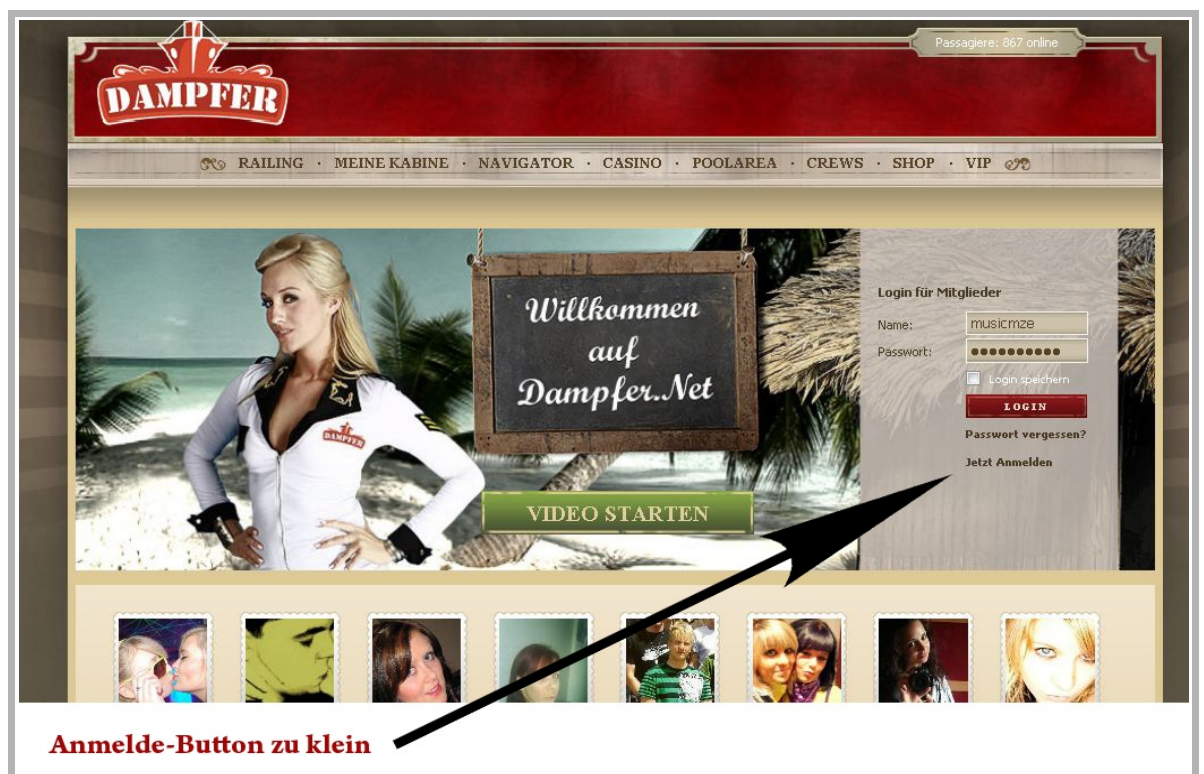 Passagiere: 867 online
DAMPFER
RAILING · MEINE KABINE · NAVIGATOR · CASINO · POOLAREA · CREWS · SHOP · VIP
Willkommen
auf
Dampfer.Net
DAMPFER
VIDEO STARTEN
Login für Mitglieder
Name: musicmze
Passwort: ●●●●●●●●●●
Login speichern
LOGIN
Passwort vergessen?
Jetzt Anmelden
Anmelde-Button zu klein